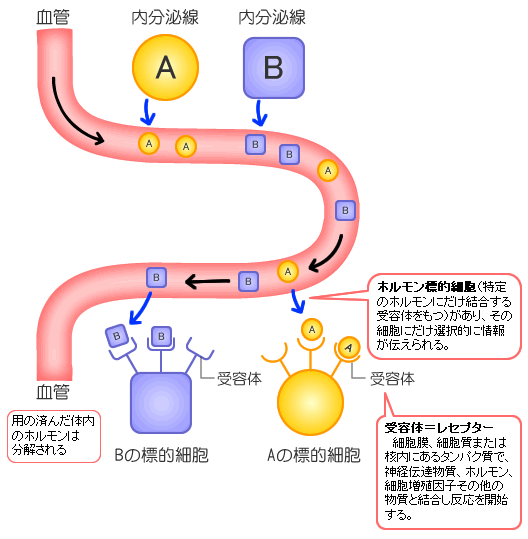 血管
内分泌線
内分泌線
A
B
A
A
B
B
A
B
A
B
B
ホルモン標的細胞(特定
のホルモンにだけ結合する
受容体をもつ)があり、その
細胞にだけ選択的に情報
が伝えられる。
B
B
A
A
受容体
受容体
血管
用の済んだ体内
のホルモンは
分解される
Bの標的細胞
Aの標的細胞
受容体=レセプター
細胞膜、細胞質または
核内にあるタンパク質で、
神経伝達物質、ホルモン、
細胞増殖因子その他の
物質と結合し反応を開始
する。